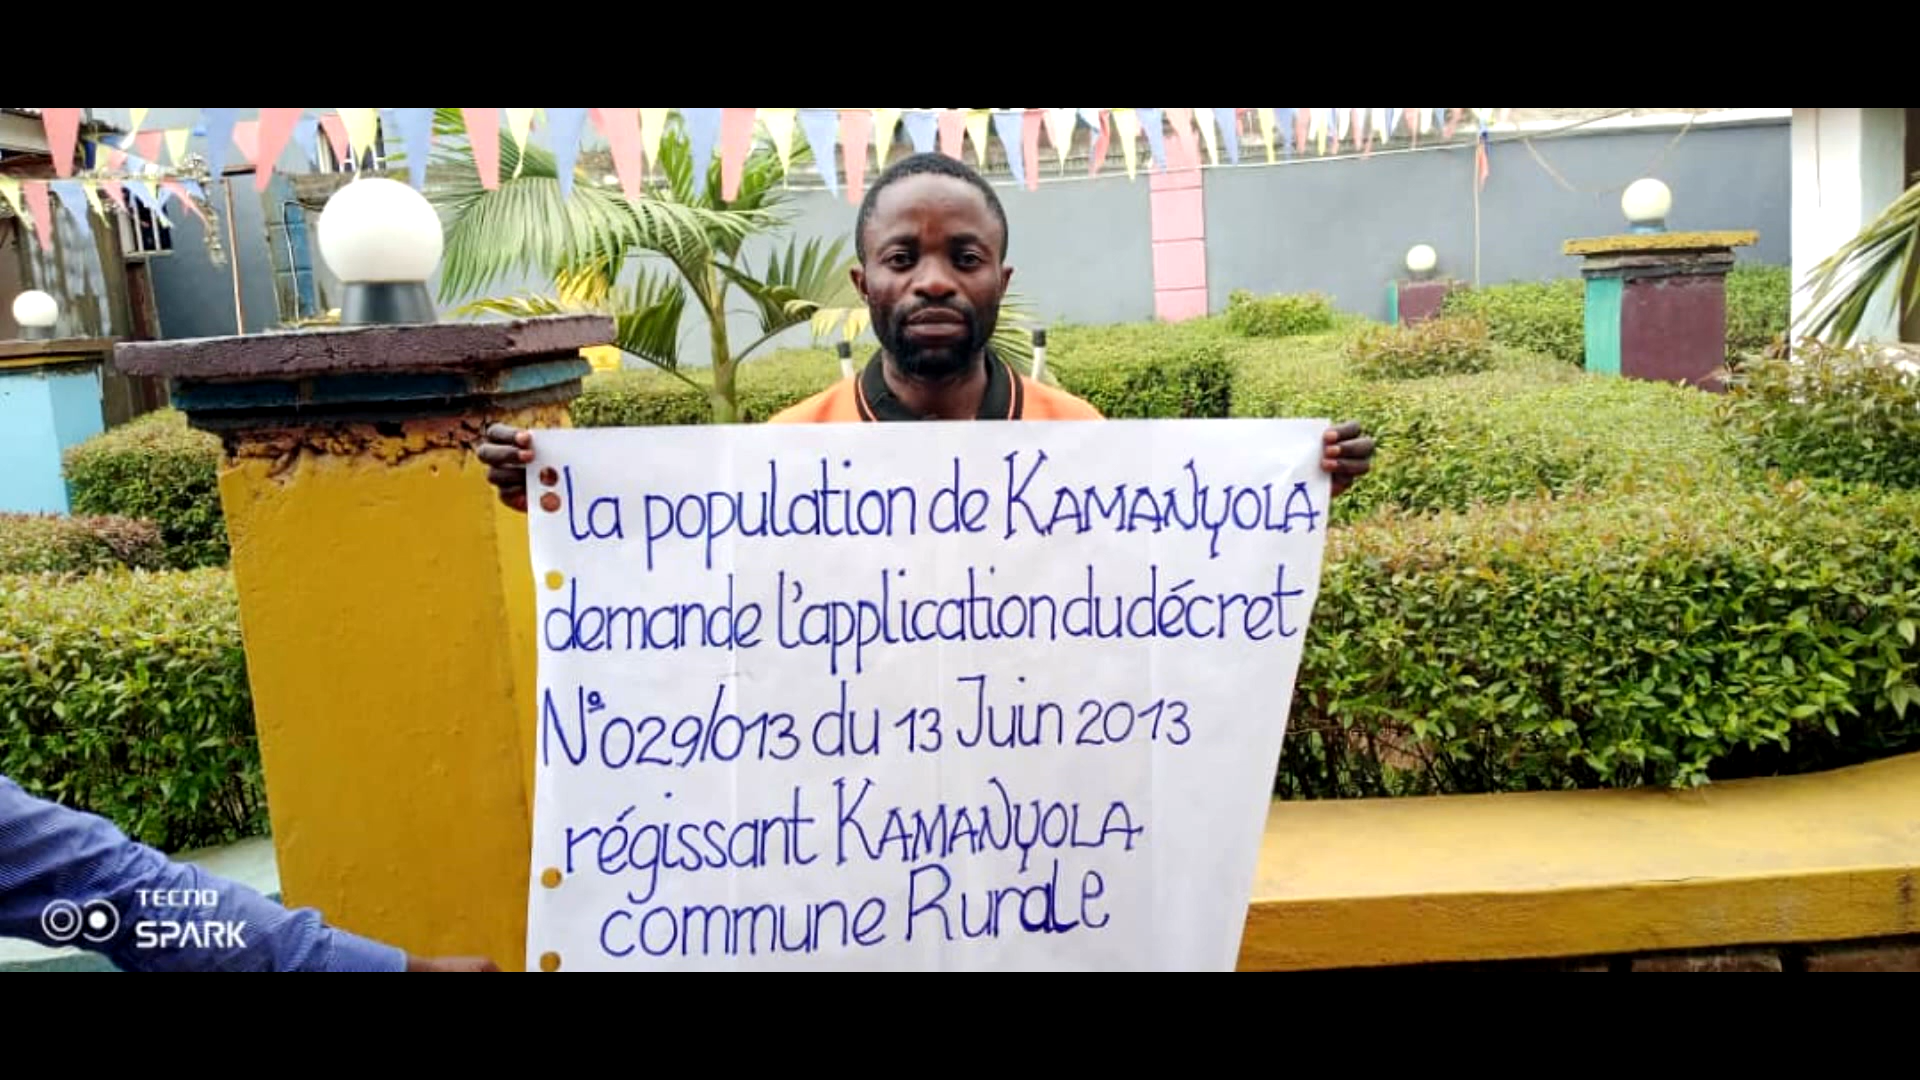 la population de KAMANYOLA
demande l'application du décret
Nº029/013 du 13 Juin 2013
régissant KAMANYOLA
commune Rurale
TECNO
SPARK